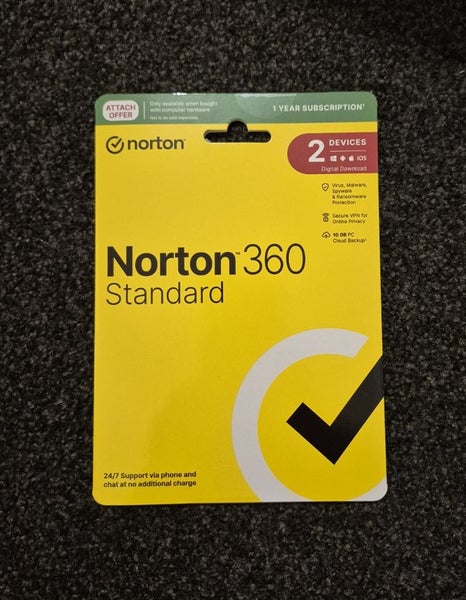 ATTACH
OFFER
Only available when bought
with computer hardware
Not to be sold separately.
1 YEAR SUBSCRIPTION†
norton™
2 DEVICES
iOS
Digital Download
Virus, Malware,
Spyware
& Ransomware
Protection
Secure VPN for
Online Privacy
10 GB PC
Cloud Backup‡
Norton™ 360
Standard
24/7 Support via phone and
chat at no additional charge